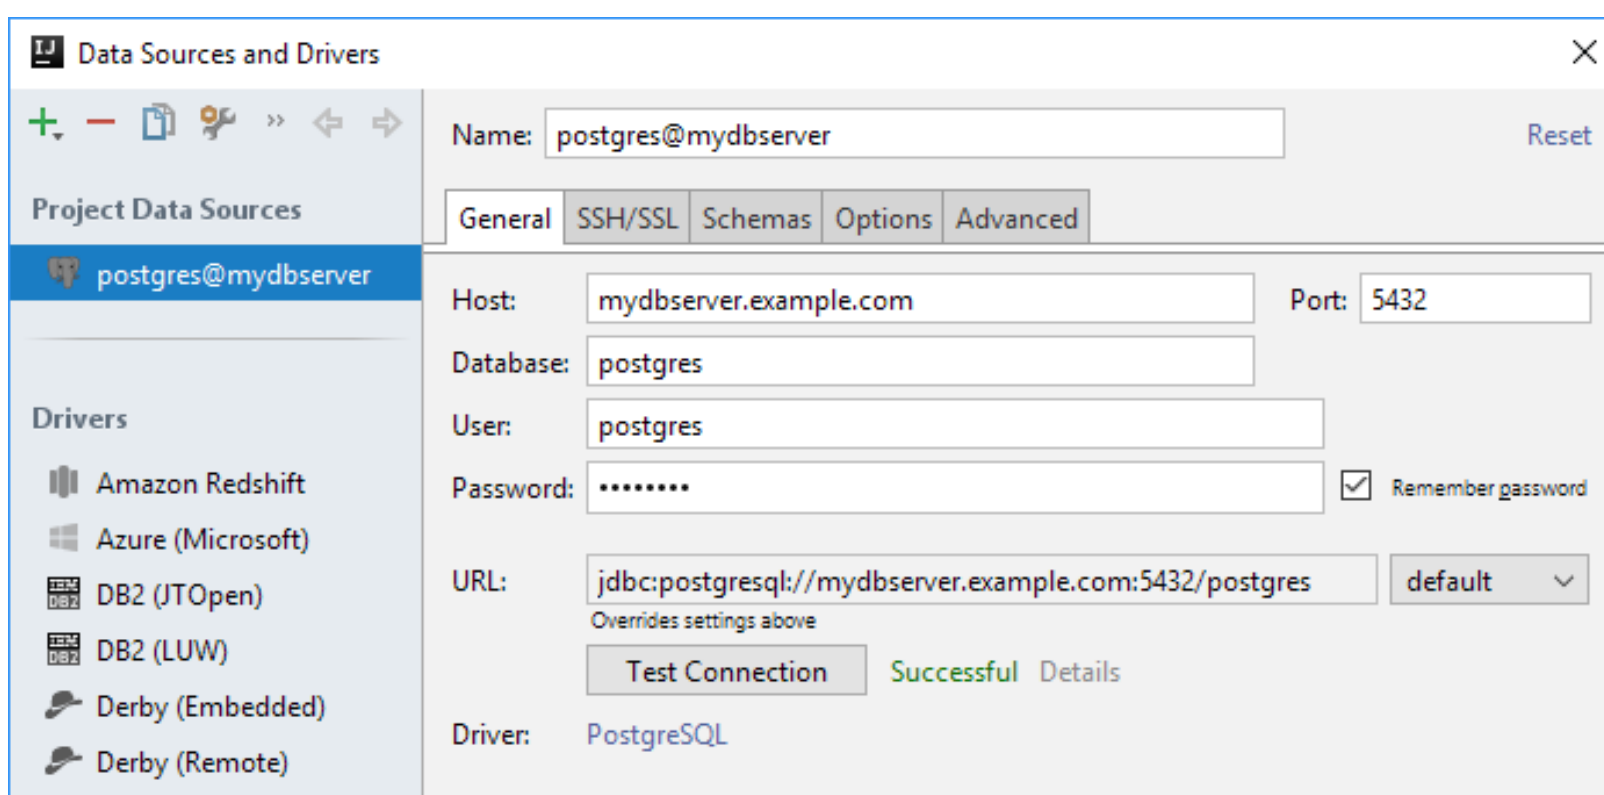 Data Sources and Drivers
Name: postgres@mydbserver Reset
Project Data Sources
postgres@mydbserver
General SSH/SSL Schemas Options Advanced
Host: mydbserver.example.com Port: 5432
Database: postgres
User: postgres
Password: •••••••• Remember password
URL: jdbc:postgresql://mydbserver.example.com:5432/postgres default
Overrides settings above
Test Connection Successful Details
Driver: PostgreSQL
Drivers
Amazon Redshift
Azure (Microsoft)
DB2 (JTOpen)
DB2 (LUW)
Derby (Embedded)
Derby (Remote)